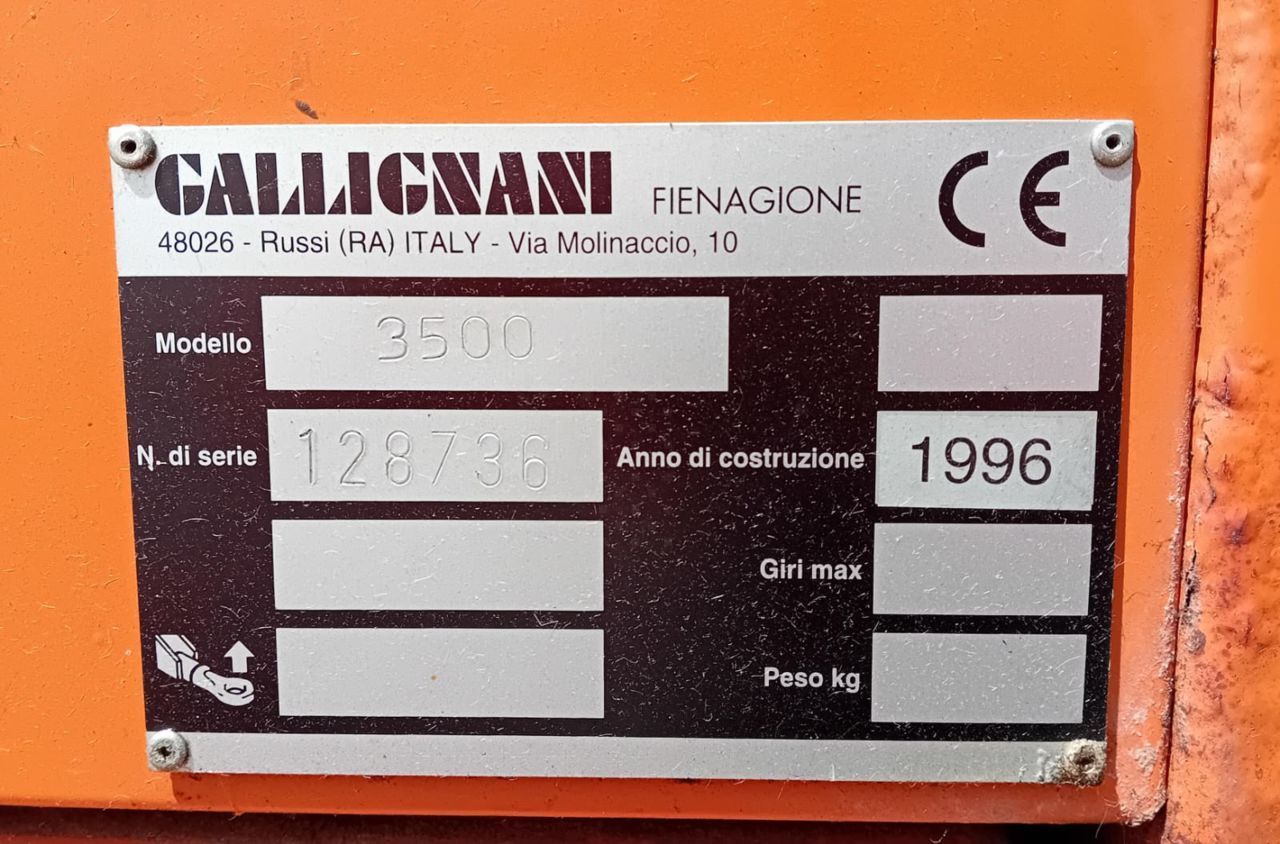 GALLIGNANI FIENAGIONE CE
48026 - Russi (RA) ITALY - Via Molinaccio, 10
Modello 3500
N. di serie 128736 Anno di costruzione 1996
Giri max
Peso kg